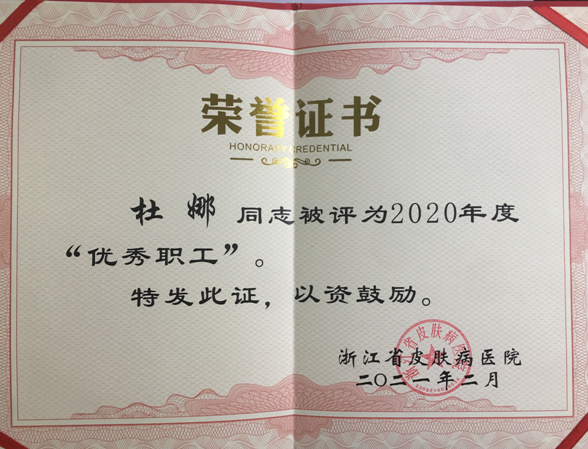 荣誉证书
HONORARY CREDENTIAL
杜娜 同志被评为2020年度
“优秀职工”。
特发此证，以资鼓励。
浙江省皮肤病医院
二〇二一年二月